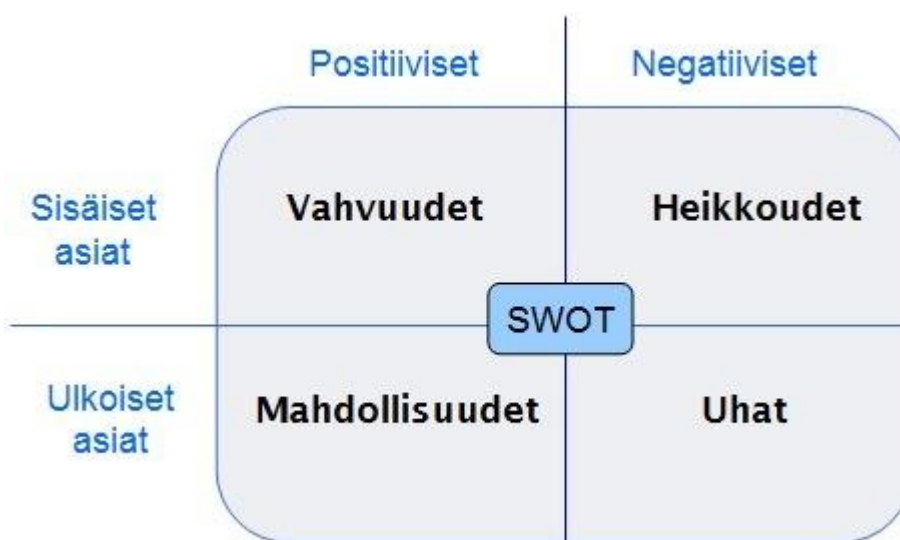 Positiiviset
Negatiiviset
Sisäiset
asiat
Vahvuudet
Heikkoudet
SWOT
Ulkoiset
asiat
Mahdollisuudet
Uhat